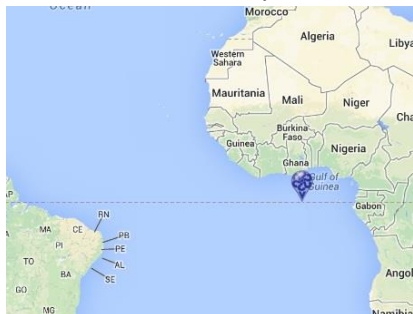 Ocean
Morocco
Algeria
Libya
Western
Sahara
Mauritania
Mali
Niger
Cha
Burkina
Faso
Guinea
Nigeria
Ghana
Gulf of
Guinea
Gabon
AP
RN
MA
CE
PB
PI
PE
TO
AL
BA
SE
GO
MG
Angol
Namibia